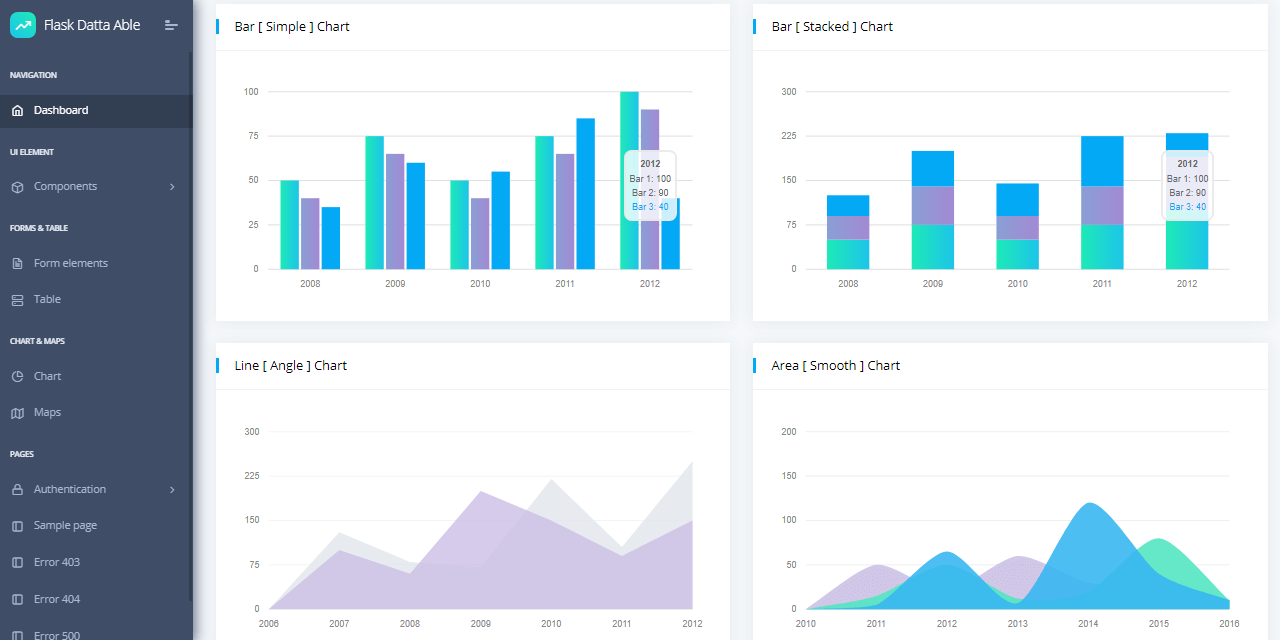 Flask Datta Able
NAVIGATION
Dashboard
UI ELEMENT
Components
FORMS & TABLE
Form elements
Table
CHART & MAPS
Chart
Maps
PAGES
Authentication
Sample page
Error 403
Error 404
Error 500
Bar [ Simple ] Chart
100
75
50
25
0
2008 2009 2010 2011 2012
2012
Bar 1: 100
Bar 2: 90
Bar 3: 40
Bar [ Stacked ] Chart
300
225
150
75
0
2008 2009 2010 2011 2012
2012
Bar 1: 100
Bar 2: 90
Bar 3: 40
Line [ Angle ] Chart
300
225
150
75
0
2006 2007 2008 2009 2010 2011 2012
Area [ Smooth ] Chart
200
150
100
50
0
2010 2011 2012 2013 2014 2015 2016